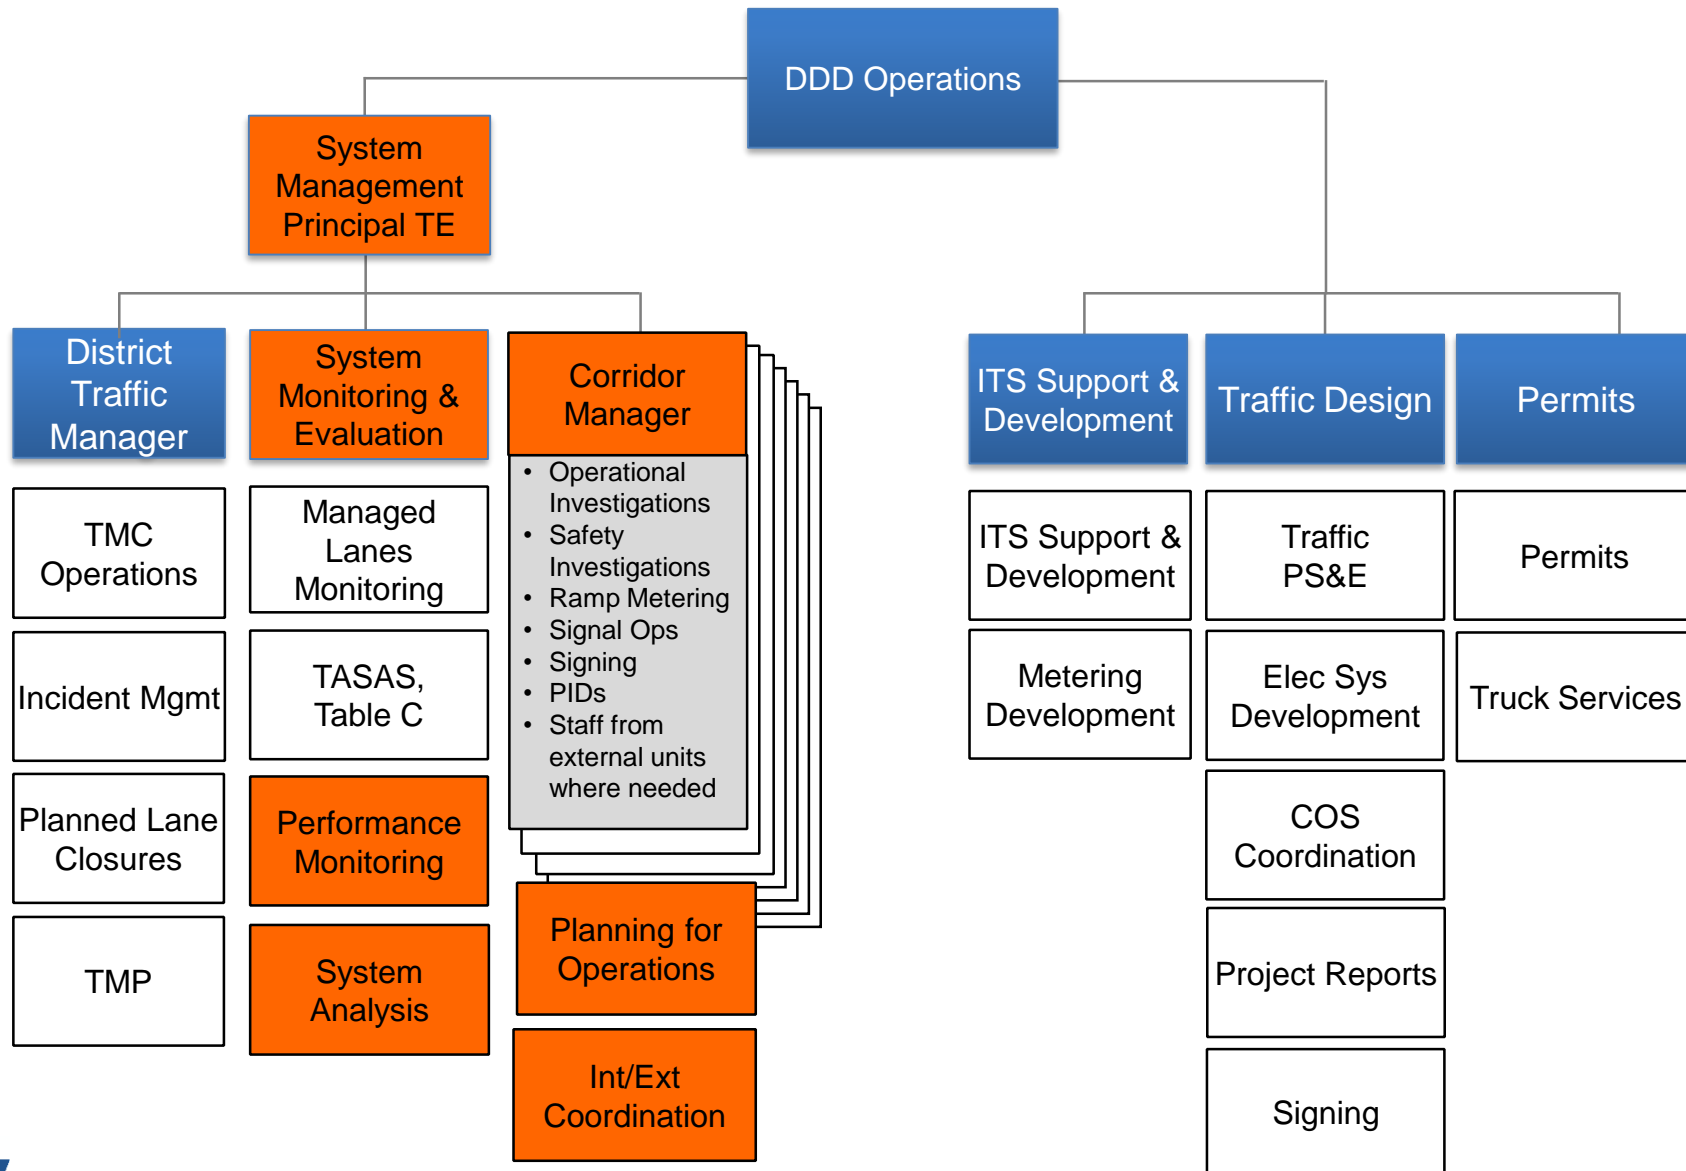 DDD Operations
System
Management
Principal TE
District
Traffic
Manager
System
Monitoring &
Evaluation
Corridor
Manager
ITS Support &
Development
Traffic Design
Permits
TMC
Operations
Incident Mgmt
Planned Lane
Closures
TMP
Managed
Lanes
Monitoring
TASAS,
Table C
Performance
Monitoring
System
Analysis
• Operational
Investigations
• Safety
Investigations
• Ramp Metering
• Signal Ops
• Signing
• PIDs
• Staff from
external units
where needed
Planning for
Operations
Int/Ext
Coordination
ITS Support &
Development
Metering
Development
Traffic
PS&E
Elec Sys
Development
COS
Coordination
Project Reports
Signing
Permits
Truck Services